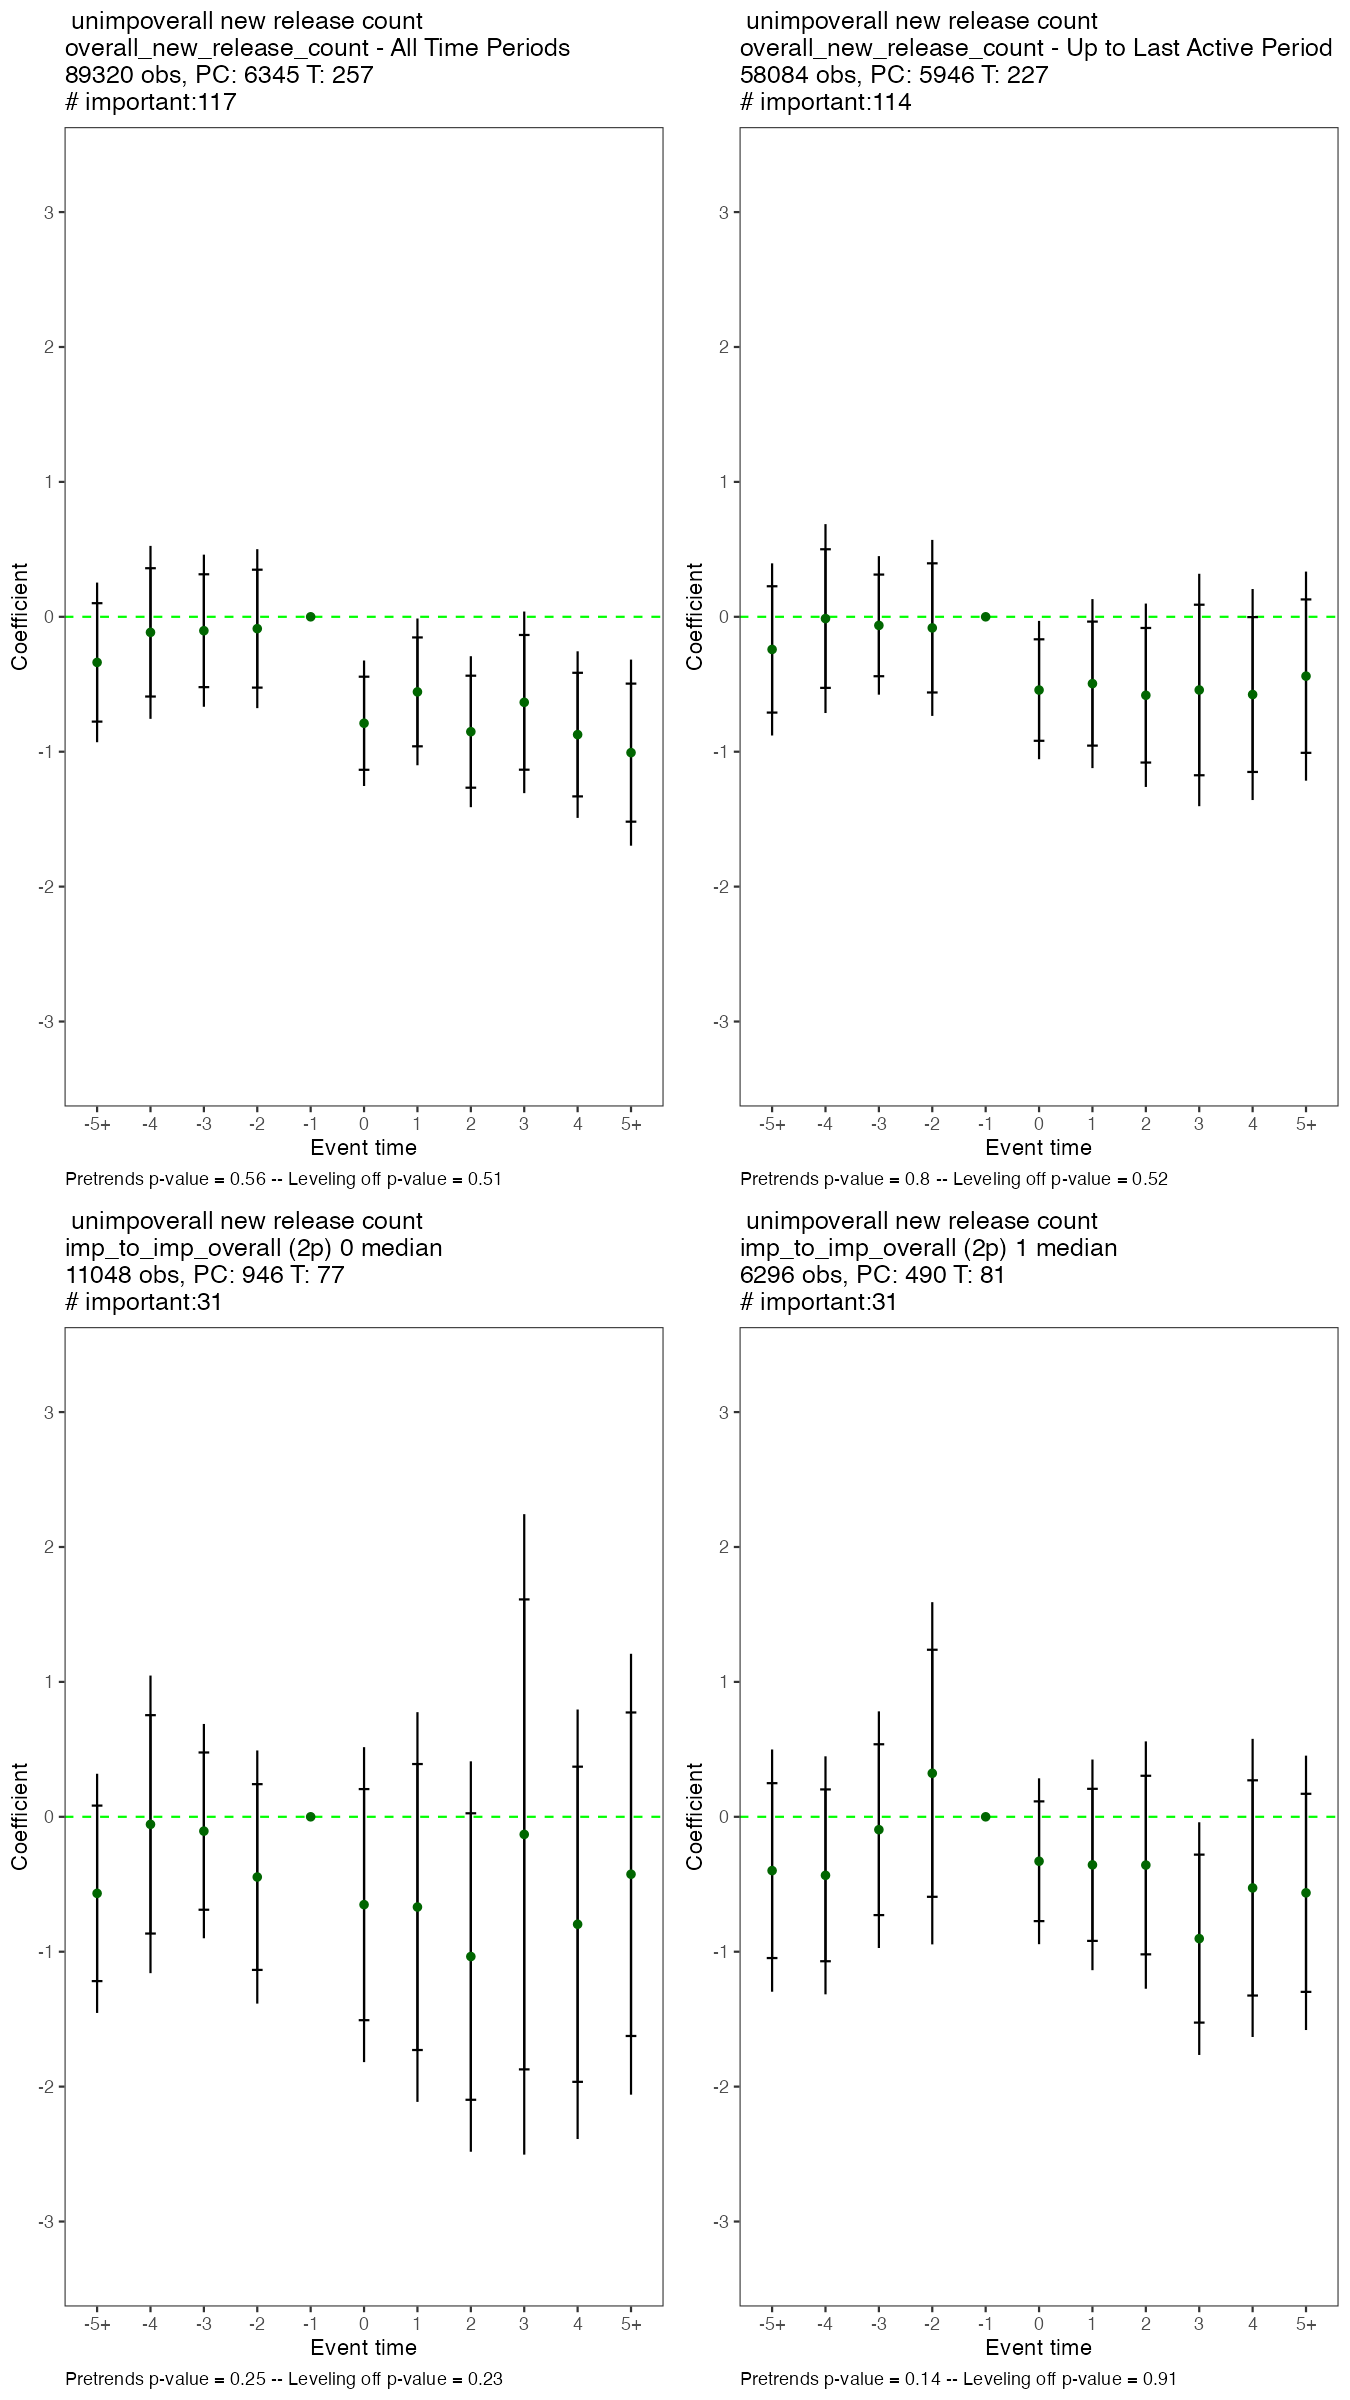 unimpoverall new release count
overall_new_release_count - All Time Periods
89320 obs, PC: 6345 T: 257
# important:117
3
2
1
0
-1
-2
-3
Coefficient
-5+ -4 -3 -2 -1 0 1 2 3 4 5+
Event time
Pretrends p-value = 0.56 -- Leveling off p-value = 0.51
unimpoverall new release count
overall_new_release_count - Up to Last Active Period
58084 obs, PC: 5946 T: 227
# important:114
3
2
1
0
-1
-2
-3
Coefficient
-5+ -4 -3 -2 -1 0 1 2 3 4 5+
Event time
Pretrends p-value = 0.8 -- Leveling off p-value = 0.52
unimpoverall new release count
imp_to_imp_overall (2p) 0 median
11048 obs, PC: 946 T: 77
# important:31
3
2
1
0
-1
-2
-3
Coefficient
-5+ -4 -3 -2 -1 0 1 2 3 4 5+
Event time
Pretrends p-value = 0.25 -- Leveling off p-value = 0.23
unimpoverall new release count
imp_to_imp_overall (2p) 1 median
6296 obs, PC: 490 T: 81
# important:31
3
2
1
0
-1
-2
-3
Coefficient
-5+ -4 -3 -2 -1 0 1 2 3 4 5+
Event time
Pretrends p-value = 0.14 -- Leveling off p-value = 0.91